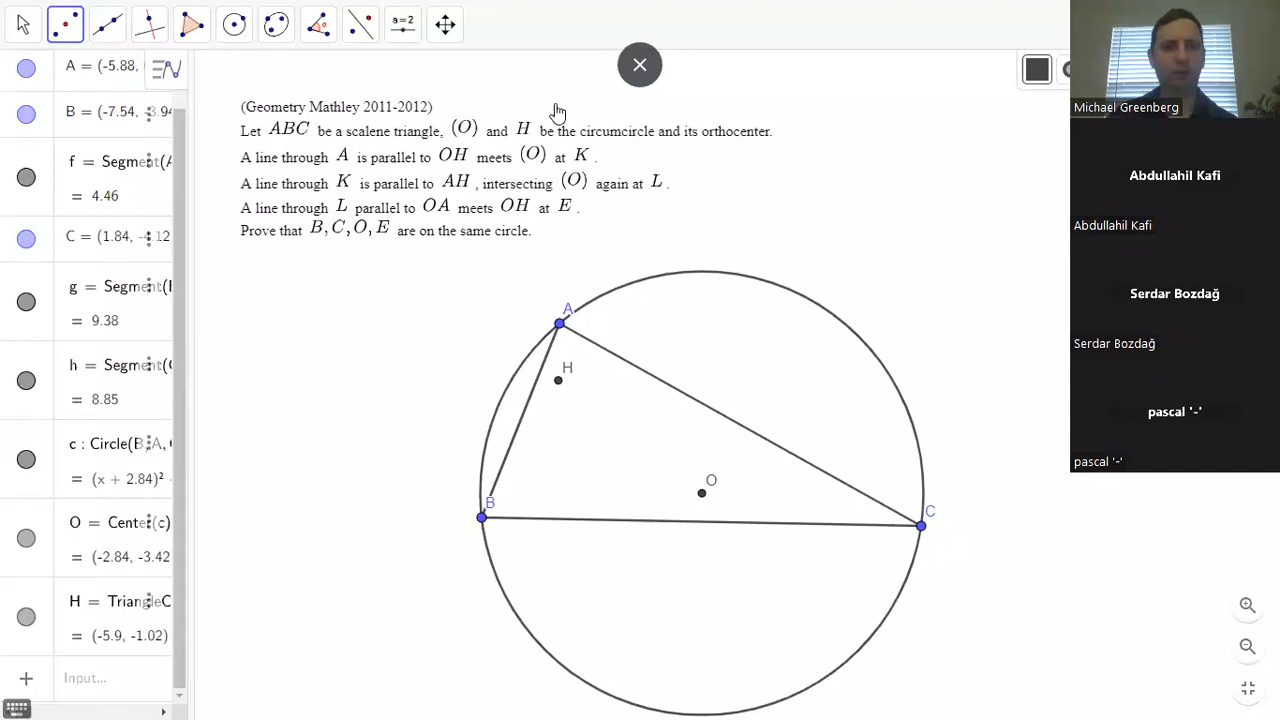 a=2
A = (-5.88,
B = (-7.54, -3.94
f = Segment(A
= 4.46
C = (1.84, -4.12
g = Segment(
= 9.38
h = Segment(
= 8.85
c : Circle(B, A,
= (x + 2.84)²
O = Center(c)
= (-2.84, -3.42
H = TriangleC
= (-5.9, -1.02)
Input...
(Geometry Mathley 2011-2012)
Let ABC be a scalene triangle, (O) and H be the circumcircle and its orthocenter.
A line through A is parallel to OH meets (O) at K .
A line through K is parallel to AH , intersecting (O) again at L .
A line through L parallel to OA meets OH at E .
Prove that B, C, O, E are on the same circle.
A
H
O
B
C
Michael Greenberg
Abdullahil Kafi
Abdullahil Kafi
Serdar Bozdağ
Serdar Bozdağ
pascal '-'
pascal '-'